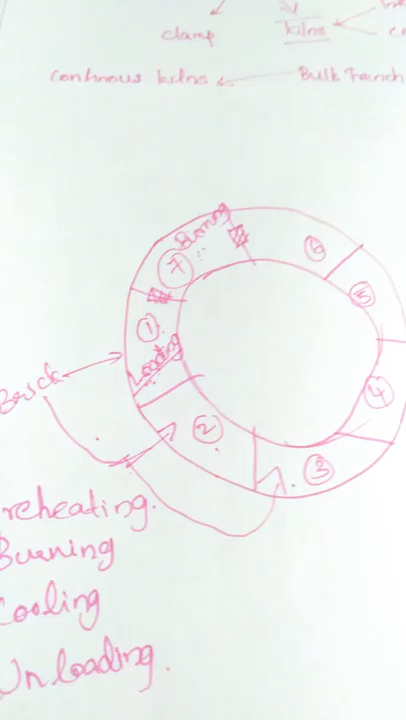 clamp kilns
continous kilns Bulk Trench
Burning
7
6
5
1
Loading
Brick
4
2
3
reheating.
Burning
Cooling
Unloading.